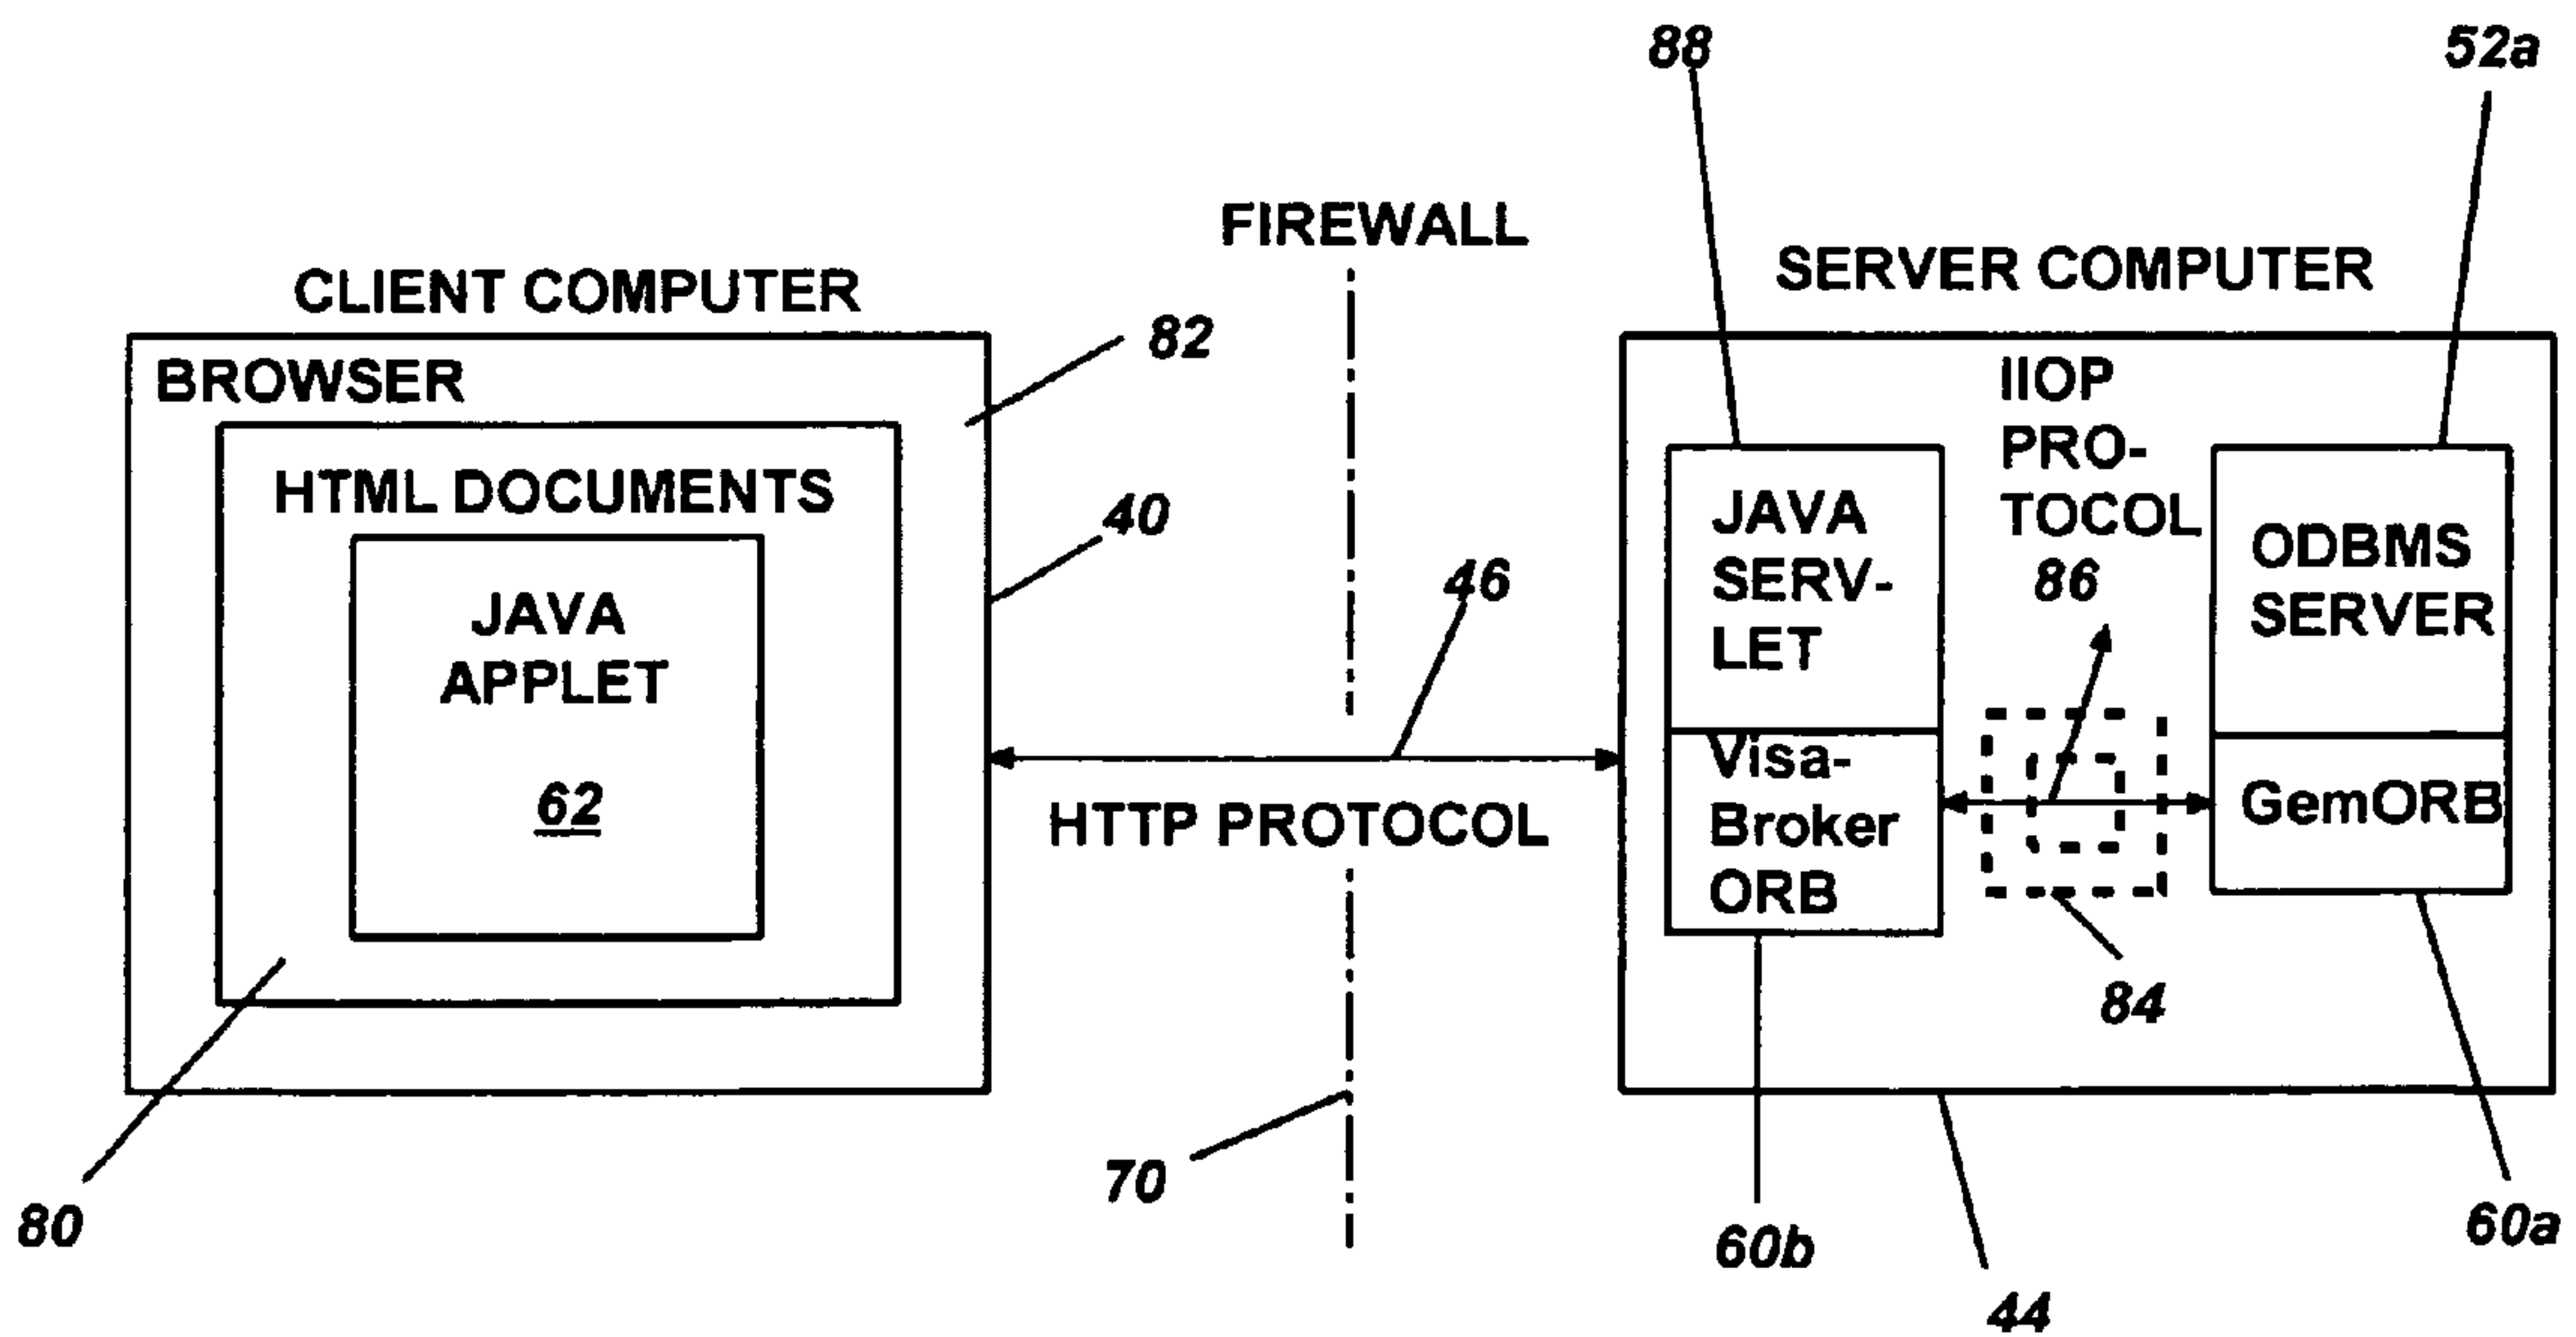 88
52a
FIREWALL
CLIENT COMPUTER
SERVER COMPUTER
82
BROWSER
IIOP
PRO-
TOCOL
86
HTML DOCUMENTS
40
JAVA
SERV-
LET
ODBMS
SERVER
46
JAVA
APPLET
62
Visa-
Broker
ORB
GemORB
HTTP PROTOCOL
84
70
80
60b
60a
44